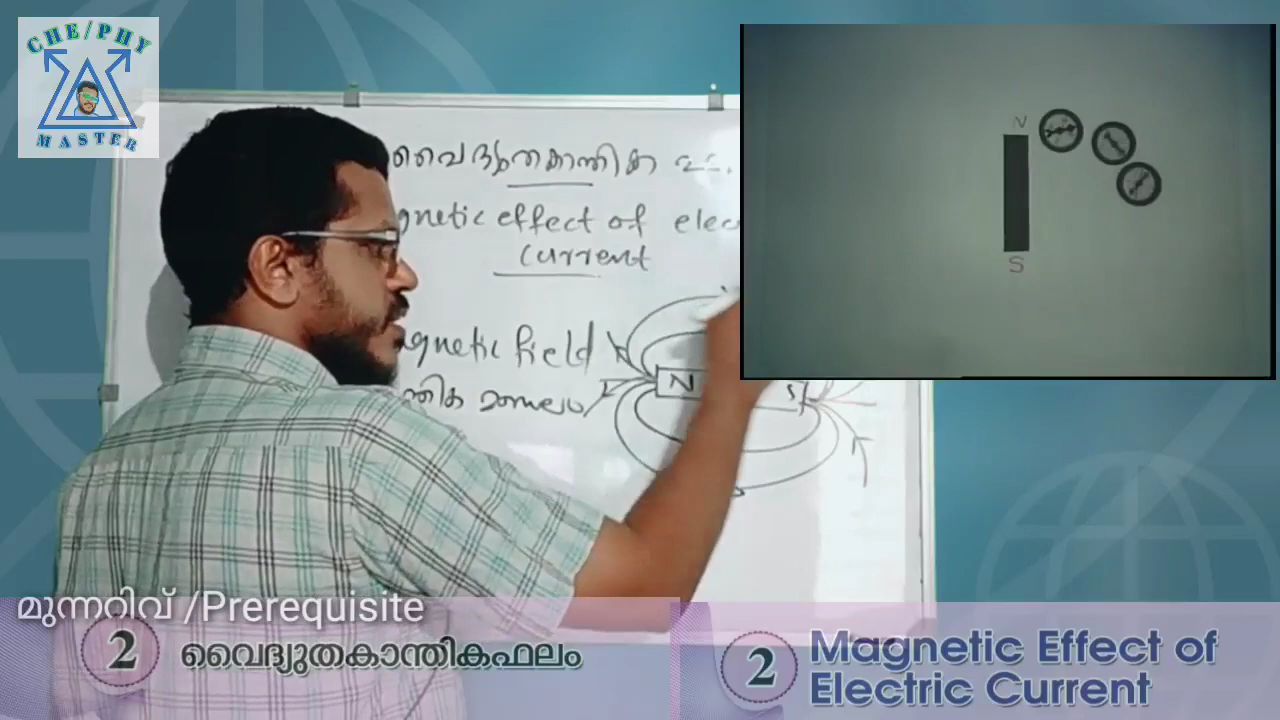 CHE/PHY
MASTER
വൈദ്യുതകാന്തിക
gnetic effect of elec
current
gnetic field
N
S
N
S
മുന്നറിവ് /Prerequisite
2
വൈദ്യുതകാന്തികഫലം
2
Magnetic Effect of
Electric Current